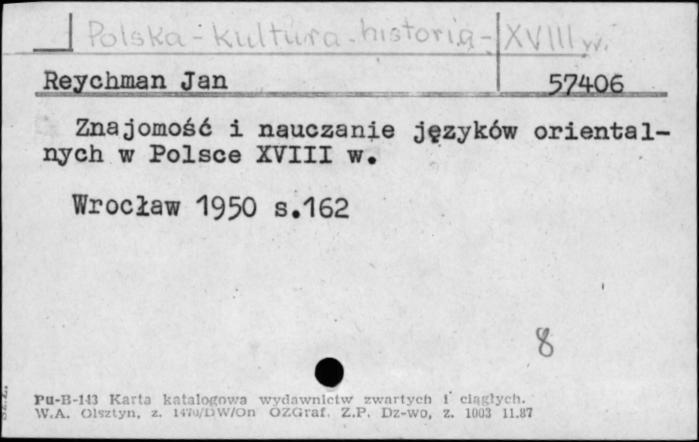 Polska - kultura - historia - XVIII w.
Reychman Jan 57406
Znajomość i nauczanie języków oriental-
nych w Polsce XVIII w.
Wrocław 1950 s.162
8
Pu-B-143 Karta katalogowa wydawnictw zwartych i ciągłych.
W.A. Olsztyn, z. 1470/DW/On OZGraf. Z.P. Dz-wo, z. 1003 11.87